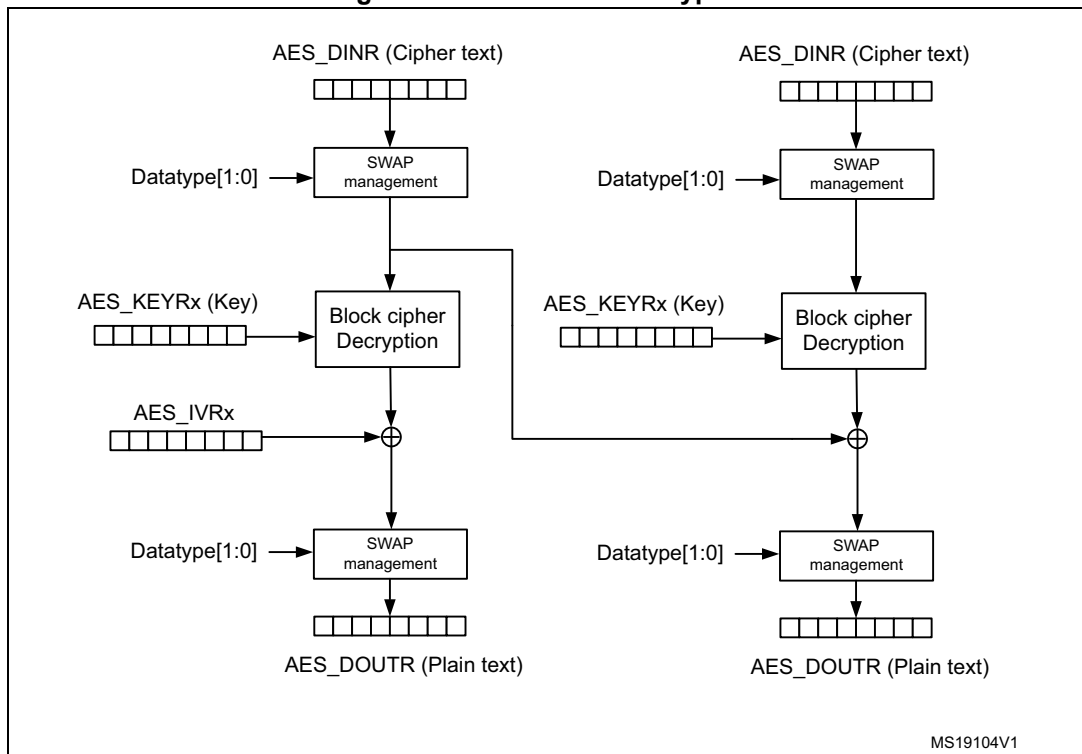 AES_DINR (Cipher text)
AES_DINR (Cipher text)
SWAP
management
Datatype[1:0]
SWAP
management
Datatype[1:0]
AES_KEYRx (Key)
Block cipher
Decryption
AES_KEYRx (Key)
Block cipher
Decryption
AES_IVRx
Datatype[1:0]
SWAP
management
Datatype[1:0]
SWAP
management
AES_DOUTR (Plain text)
AES_DOUTR (Plain text)
MS19104V1